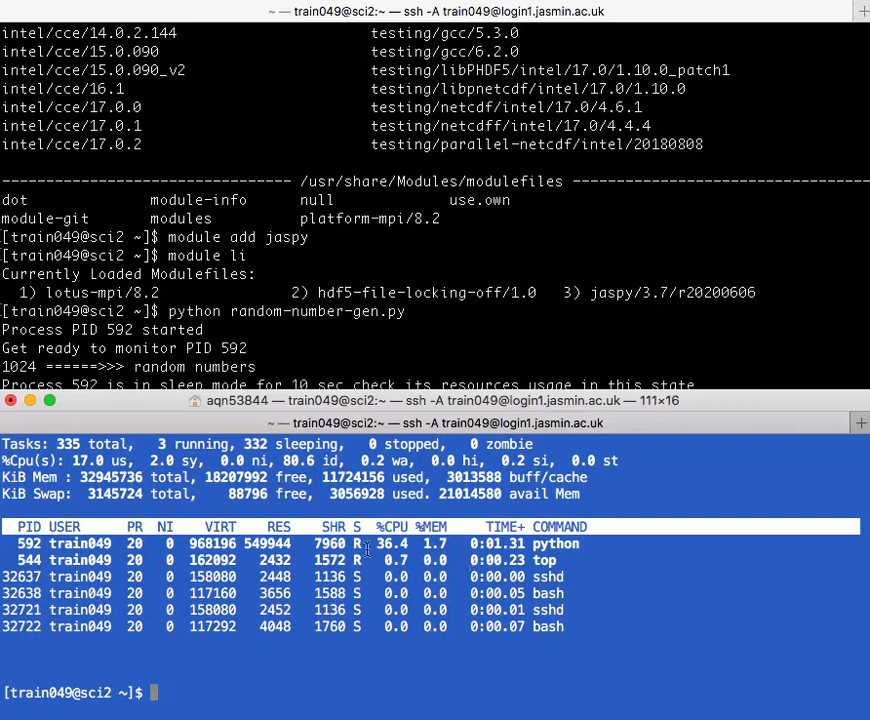 ~ — train049@sci2:~ — ssh -A train049@login1.jasmin.ac.uk
intel/cce/14.0.2.144 testing/gcc/5.3.0
intel/cce/15.0.090 testing/gcc/6.2.0
intel/cce/15.0.090_v2 testing/libPHDF5/intel/17.0/1.10.0_patch1
intel/cce/16.1 testing/libpnetcdf/intel/17.0/1.10.0
intel/cce/17.0.0 testing/netcdf/intel/17.0/4.6.1
intel/cce/17.0.1 testing/netcdff/intel/17.0/4.4.4
intel/cce/17.0.2 testing/parallel-netcdf/intel/20180808
------------------------------- /usr/share/Modules/modulefiles --------------------------------
dot module-info null use.own
module-git modules platform-mpi/8.2
[train049@sci2 ~]$ module add jaspy
[train049@sci2 ~]$ module li
Currently Loaded Modulefiles:
1) lotus-mpi/8.2 2) hdf5-file-locking-off/1.0 3) jaspy/3.7/r20200606
[train049@sci2 ~]$ python random-number-gen.py
Process PID 592 started
Get ready to monitor PID 592
1024 ======>>> random numbers
Process 592 is in sleep mode for 10 sec check its resources usage in this state
aqn53844 — train049@sci2:~ — ssh -A train049@login1.jasmin.ac.uk — 111×16
~ — train049@sci2:~ — ssh -A train049@login1.jasmin.ac.uk
Tasks: 335 total, 3 running, 332 sleeping, 0 stopped, 0 zombie
%Cpu(s): 17.0 us, 2.0 sy, 0.0 ni, 80.6 id, 0.2 wa, 0.0 hi, 0.2 si, 0.0 st
KiB Mem : 32945736 total, 18207992 free, 11724156 used, 3013588 buff/cache
KiB Swap: 3145724 total, 88796 free, 3056928 used. 21014580 avail Mem
PID USER PR NI VIRT RES SHR S %CPU %MEM TIME+ COMMAND
592 train049 20 0 968196 549944 7960 R 36.4 1.7 0:01.31 python
544 train049 20 0 162092 2432 1572 R 0.7 0.0 0:00.23 top
32637 train049 20 0 158080 2448 1136 S 0.0 0.0 0:00.00 sshd
32638 train049 20 0 117160 3656 1588 S 0.0 0.0 0:00.05 bash
32721 train049 20 0 158080 2452 1136 S 0.0 0.0 0:00.01 sshd
32722 train049 20 0 117292 4048 1760 S 0.0 0.0 0:00.07 bash
[train049@sci2 ~]$